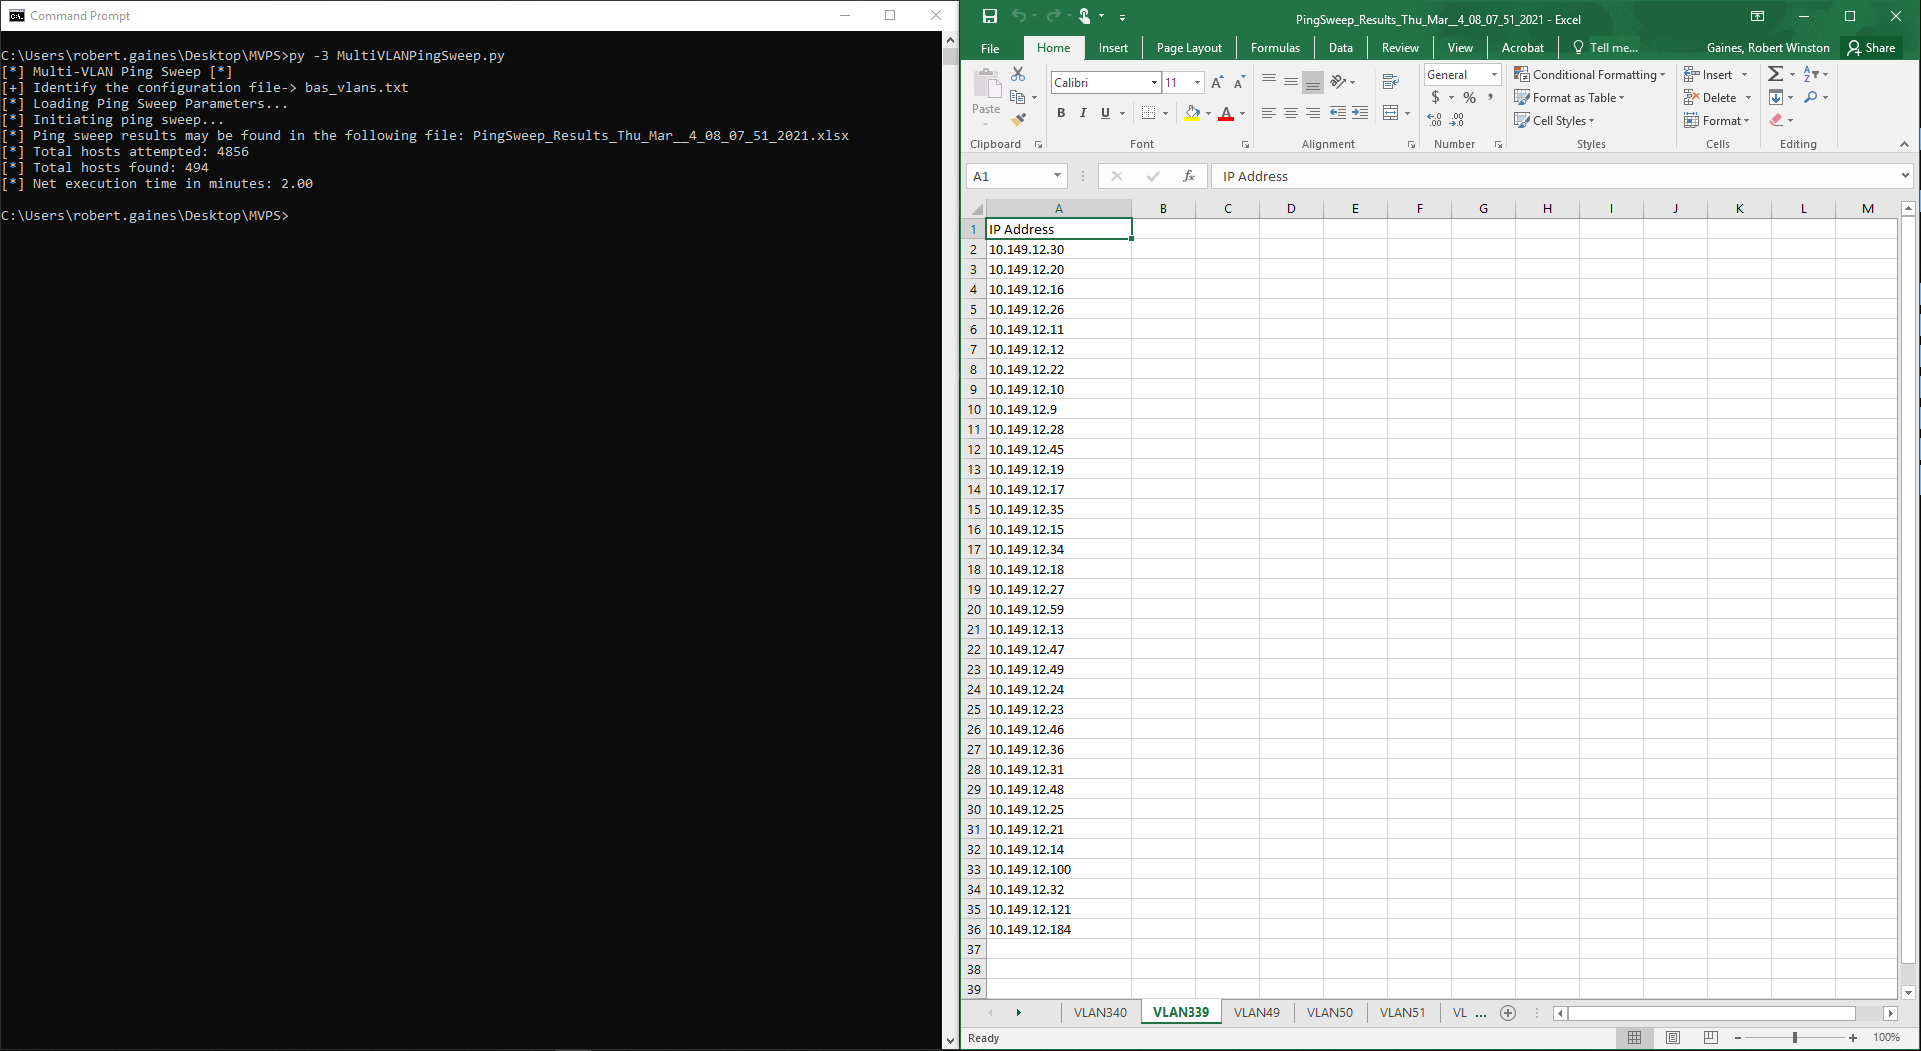 Command Prompt
C:\Users\robert.gaines\Desktop\MVPS>py -3 MultiVLANPingSweep.py
[*] Multi-VLAN Ping Sweep [*]
[+] Identify the configuration file-> bas_vlans.txt
[*] Loading Ping Sweep Parameters...
[*] Initiating ping sweep...
[*] Ping sweep results may be found in the following file: PingSweep_Results_Thu_Mar__4_08_07_51_2021.xlsx
[*] Total hosts attempted: 4856
[*] Total hosts found: 494
[*] Net execution time in minutes: 2.00
C:\Users\robert.gaines\Desktop\MVPS>
PingSweep_Results_Thu_Mar__4_08_07_51_2021 - Excel
File Home Insert Page Layout Formulas Data Review View Acrobat Tell me... Gaines, Robert Winston Share
Paste
Calibri 11
B I U
General
$ % ,
Conditional Formatting
Format as Table
Cell Styles
Insert
Delete
Format
Clipboard Font Alignment Number Styles Cells Editing
A1 fx IP Address
A B C D E F G H I J K L M
1 IP Address
2 10.149.12.30
3 10.149.12.20
4 10.149.12.16
5 10.149.12.26
6 10.149.12.11
7 10.149.12.12
8 10.149.12.22
9 10.149.12.10
10 10.149.12.9
11 10.149.12.28
12 10.149.12.45
13 10.149.12.19
14 10.149.12.17
15 10.149.12.35
16 10.149.12.15
17 10.149.12.34
18 10.149.12.18
19 10.149.12.27
20 10.149.12.59
21 10.149.12.13
22 10.149.12.47
23 10.149.12.49
24 10.149.12.24
25 10.149.12.23
26 10.149.12.46
27 10.149.12.36
28 10.149.12.31
29 10.149.12.48
30 10.149.12.25
31 10.149.12.21
32 10.149.12.14
33 10.149.12.100
34 10.149.12.32
35 10.149.12.121
36 10.149.12.184
37
38
39
VLAN340 VLAN339 VLAN49 VLAN50 VLAN51 VL ...
Ready 100%